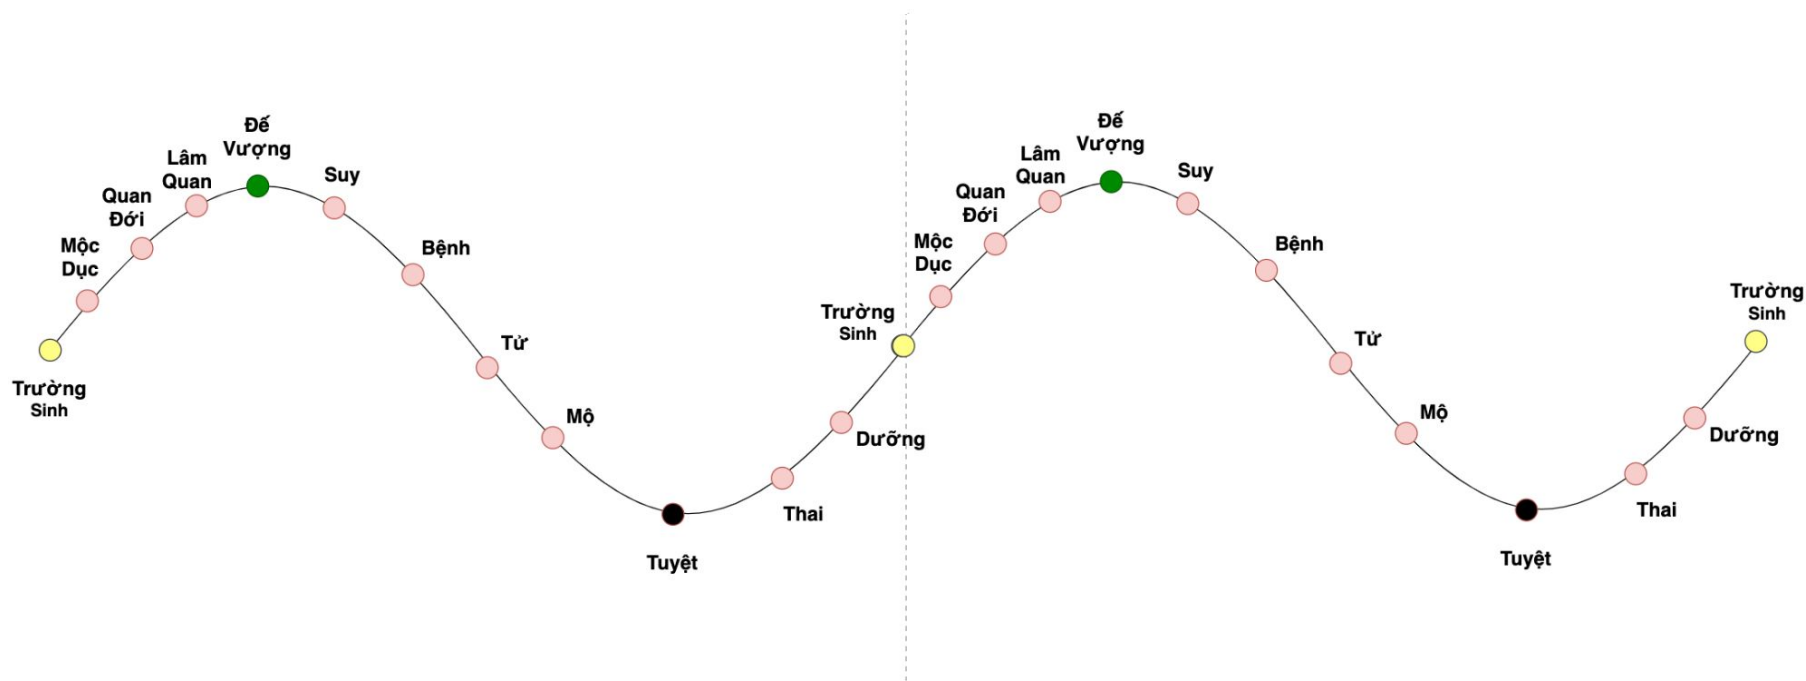 Trường
Sinh
Mộc
Dục
Quan
Đới
Lâm
Quan
Đế
Vượng
Suy
Bệnh
Tử
Mộ
Tuyệt
Thai
Dưỡng
Trường
Sinh
Mộc
Dục
Quan
Đới
Lâm
Quan
Đế
Vượng
Suy
Bệnh
Tử
Mộ
Tuyệt
Thai
Dưỡng
Trường
Sinh